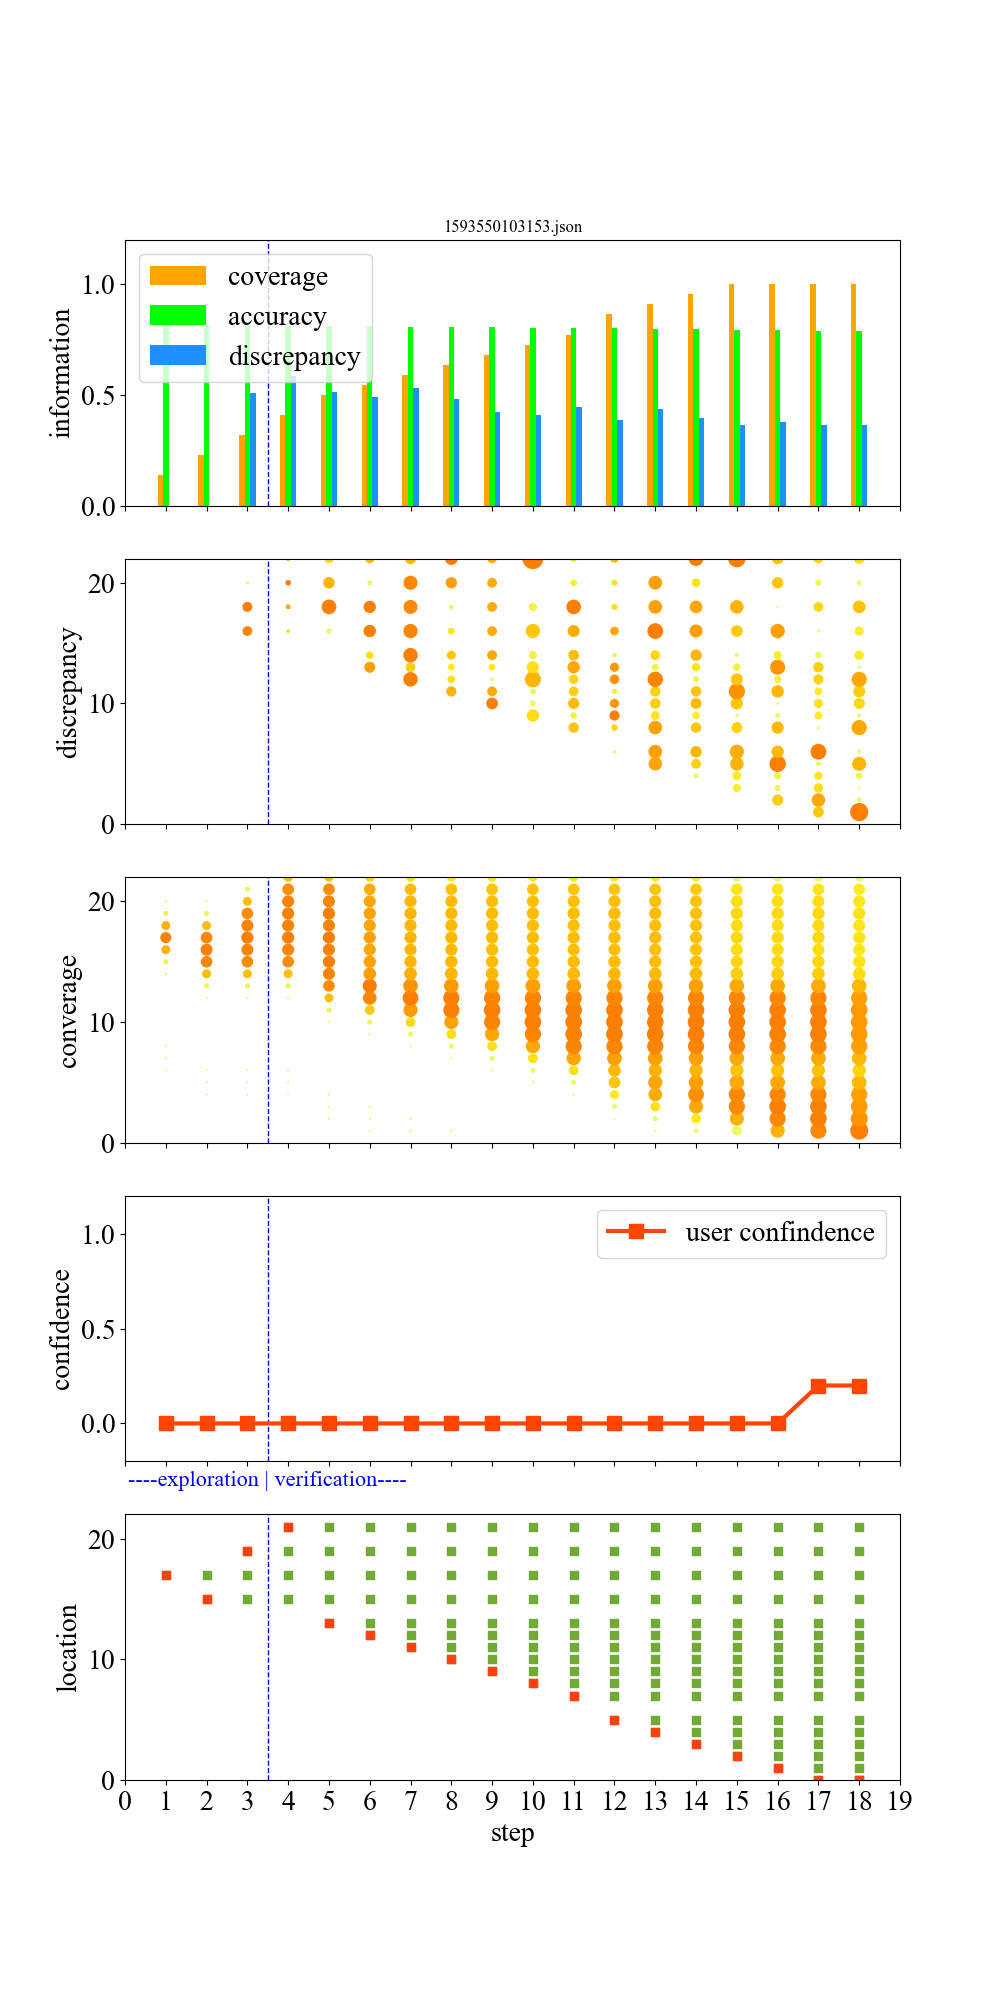 1593550103153.json
information
1.0
0.5
0.0
coverage
accuracy
discrepancy
discrepancy
20
10
0
converage
20
10
0
confidence
1.0
0.5
0.0
user confindence
----exploration | verification----
location
20
10
0
0 1 2 3 4 5 6 7 8 9 10 11 12 13 14 15 16 17 18 19
step